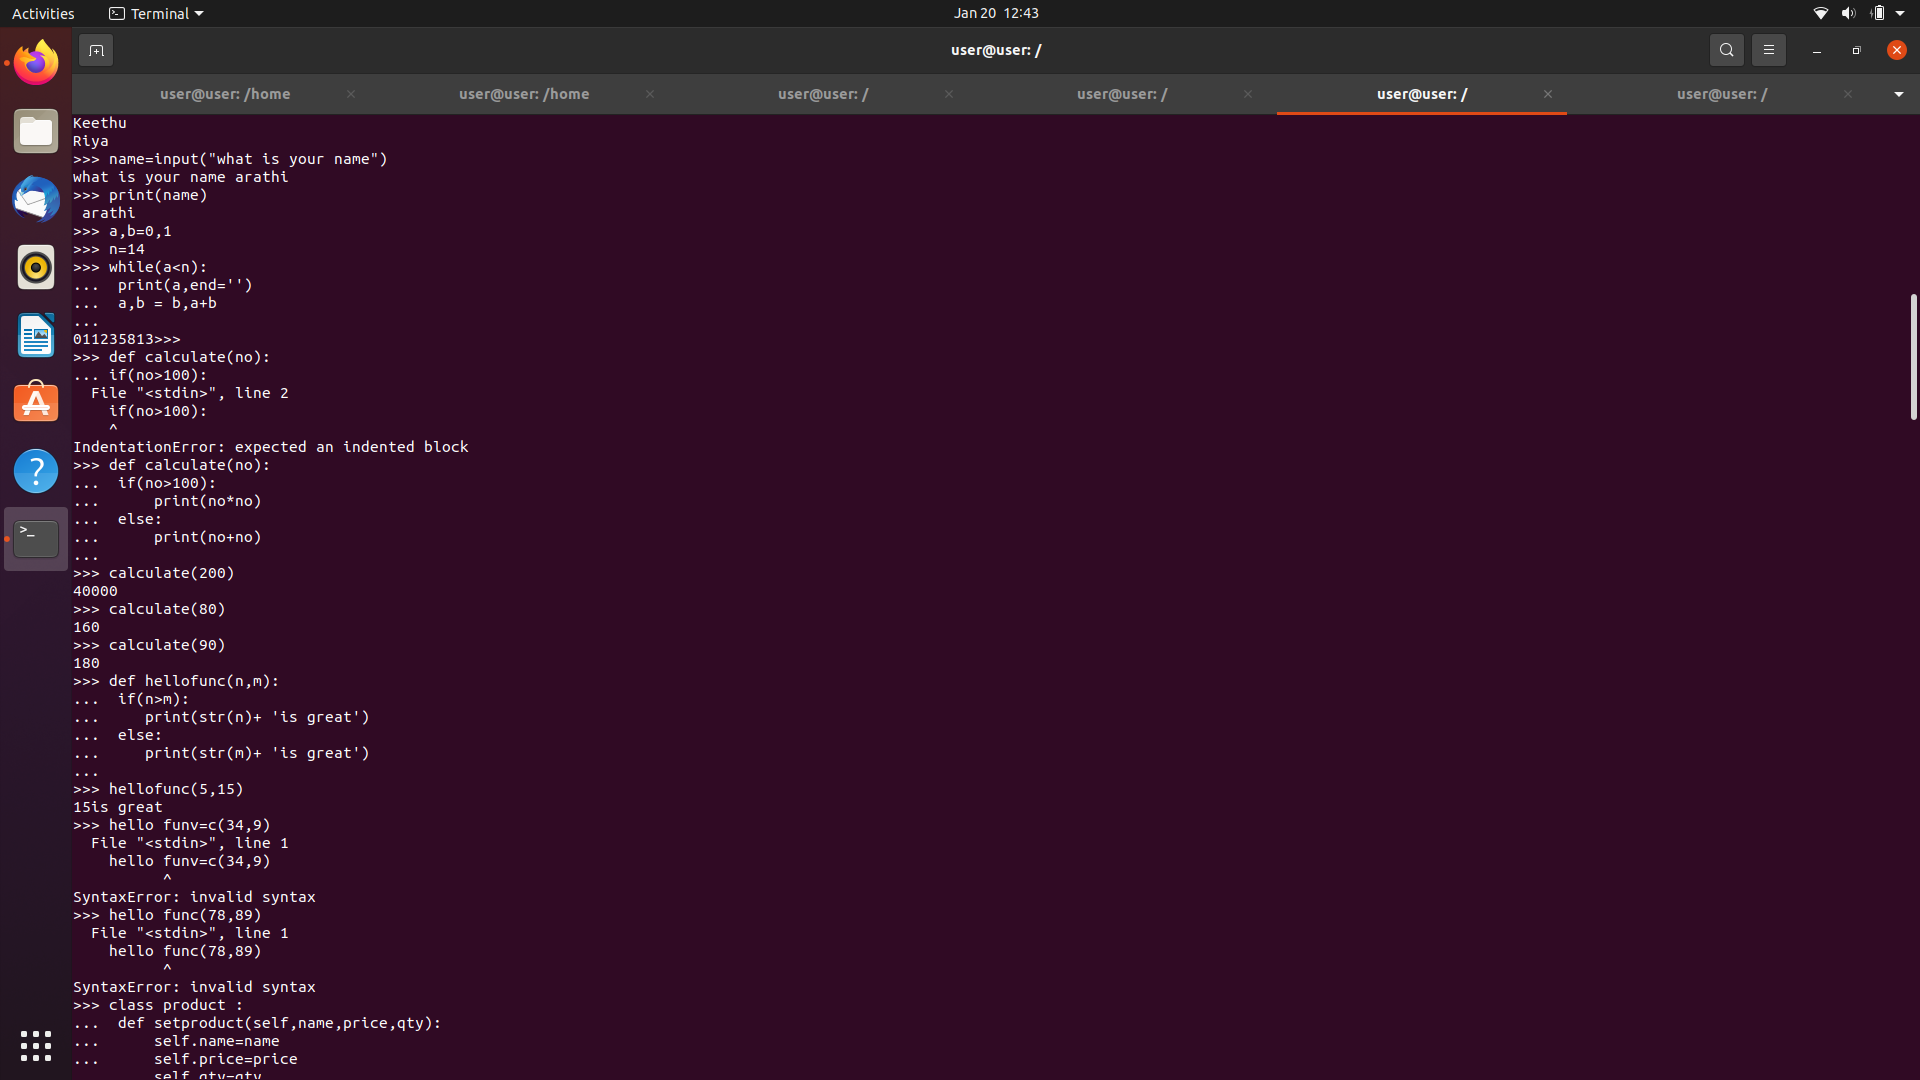 Activities
Terminal
Jan 20 12:43
user@user: /
user@user: /home
user@user: /home
user@user: /
user@user: /
user@user: /
user@user: /
Keethu
Riya
>>> name=input("what is your name")
what is your name arathi
>>> print(name)
 arathi
>>> a,b=0,1
>>> n=14
>>> while(a<n):
...  print(a,end='')
...  a,b = b,a+b
...
011235813>>>
>>> def calculate(no):
... if(no>100):
  File "<stdin>", line 2
    if(no>100):
    ^
IndentationError: expected an indented block
>>> def calculate(no):
...  if(no>100):
...      print(no*no)
...  else:
...      print(no+no)
...
>>> calculate(200)
40000
>>> calculate(80)
160
>>> calculate(90)
180
>>> def hellofunc(n,m):
...  if(n>m):
...     print(str(n)+ 'is great')
...  else:
...     print(str(m)+ 'is great')
...
>>> hellofunc(5,15)
15is great
>>> hello funv=c(34,9)
  File "<stdin>", line 1
    hello funv=c(34,9)
          ^
SyntaxError: invalid syntax
>>> hello func(78,89)
  File "<stdin>", line 1
    hello func(78,89)
          ^
SyntaxError: invalid syntax
>>> class product :
...  def setproduct(self,name,price,qty):
...      self.name=name
...      self.price=price
         self.qty=qty